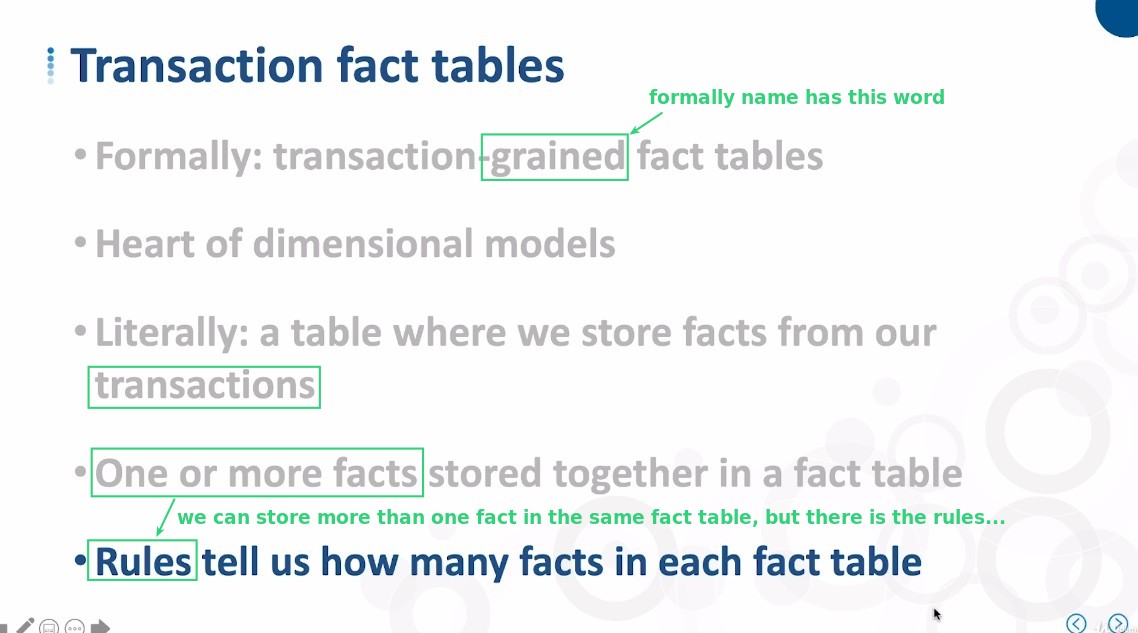 Transaction fact tables
formally name has this word
• Formally: transaction-grained fact tables
• Heart of dimensional models
• Literally: a table where we store facts from our
transactions
• One or more facts stored together in a fact table
we can store more than one fact in the same fact table, but there is the rules...
• Rules tell us how many facts in each fact table